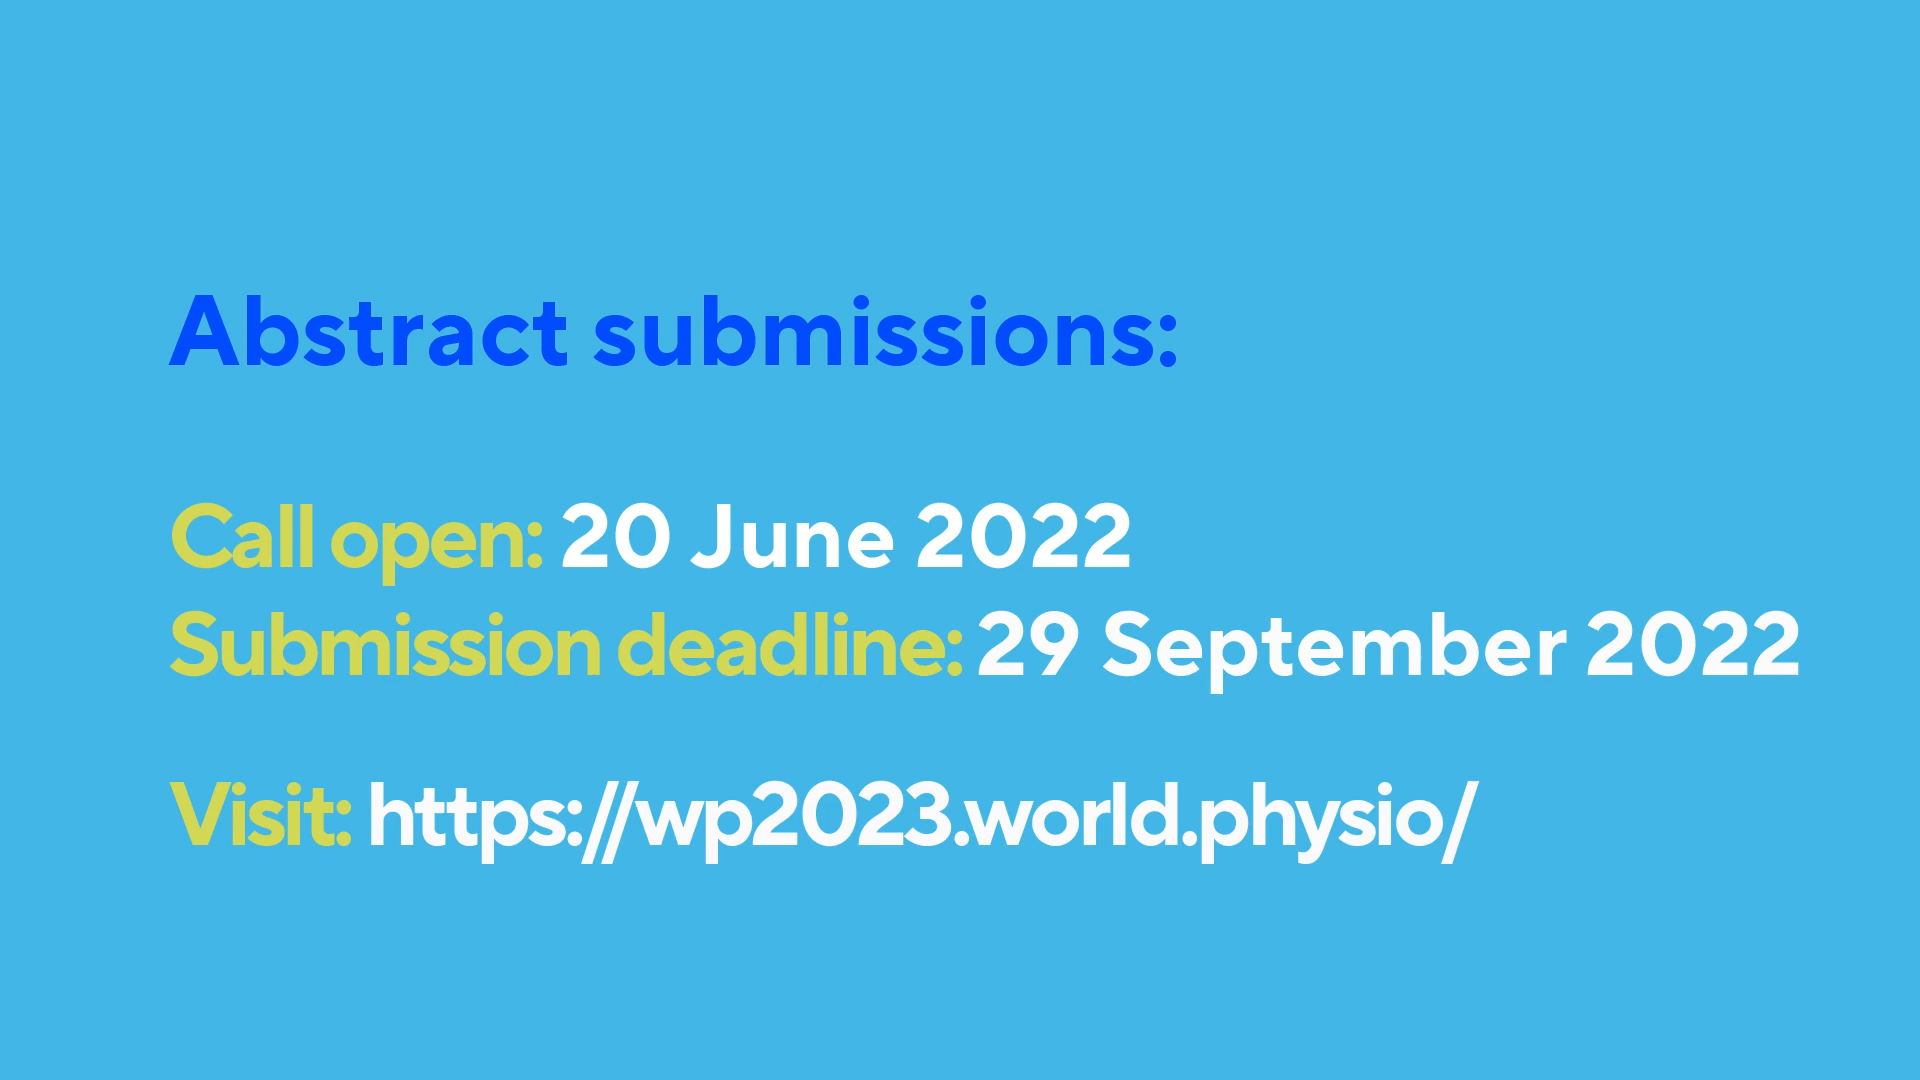 Abstract submissions:
Call open: 20 June 2022
Submission deadline: 29 September 2022
Visit: https://wp2023.world.physio/